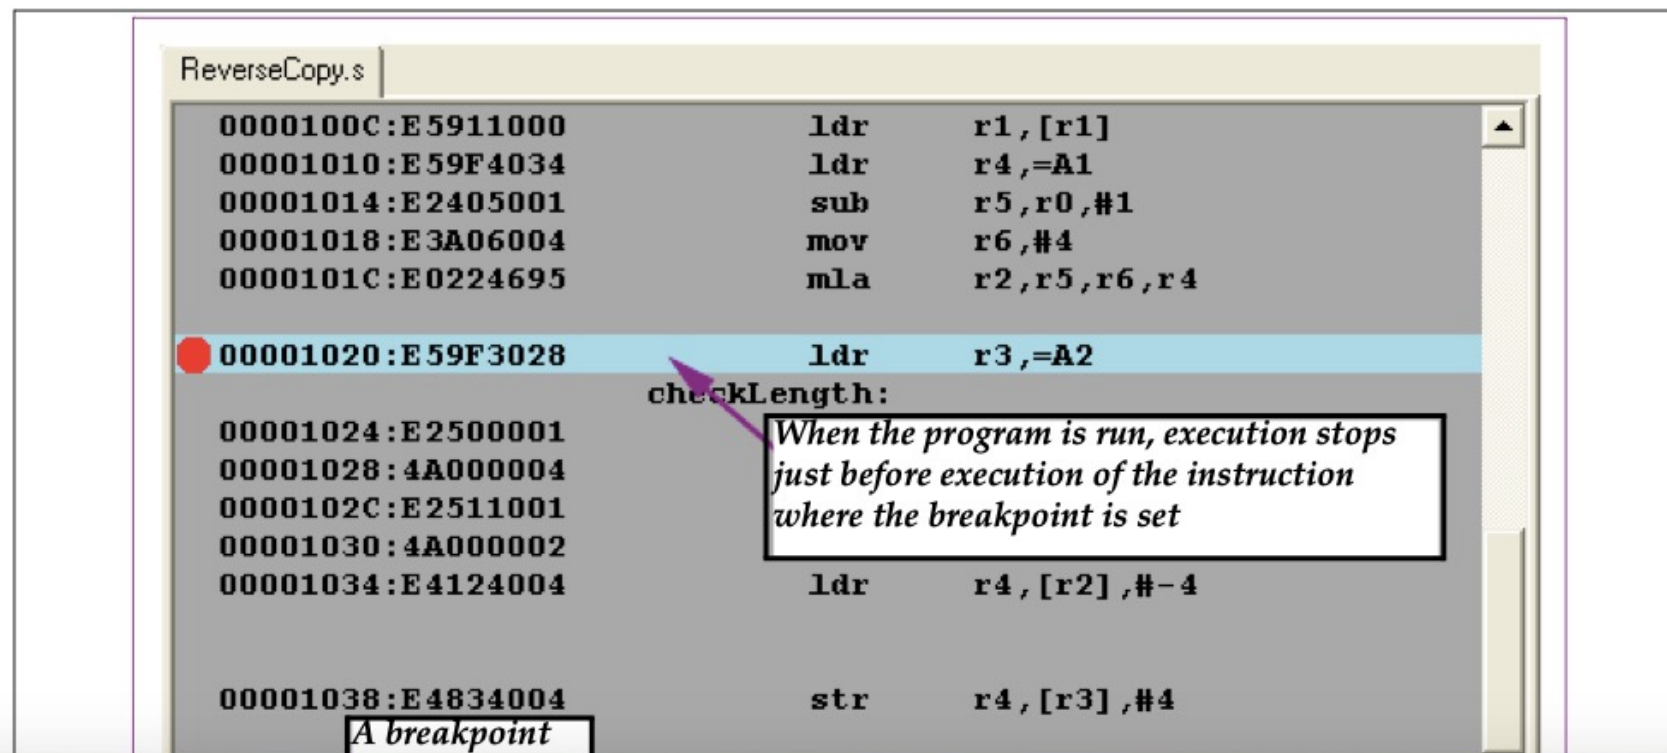 ReverseCopy.s
0000100C:E5911000 ldr r1,[r1]
00001010:E59F4034 ldr r4,=A1
00001014:E2405001 sub r5,r0,#1
00001018:E3A06004 mov r6,#4
0000101C:E0224695 mla r2,r5,r6,r4
00001020:E59F3028 ldr r3,=A2
checkLength:
00001024:E2500001
00001028:4A000004
0000102C:E2511001
00001030:4A000002
When the program is run, execution stops
just before execution of the instruction
where the breakpoint is set
00001034:E4124004 ldr r4,[r2],#-4
00001038:E4834004 str r4,[r3],#4
A breakpoint